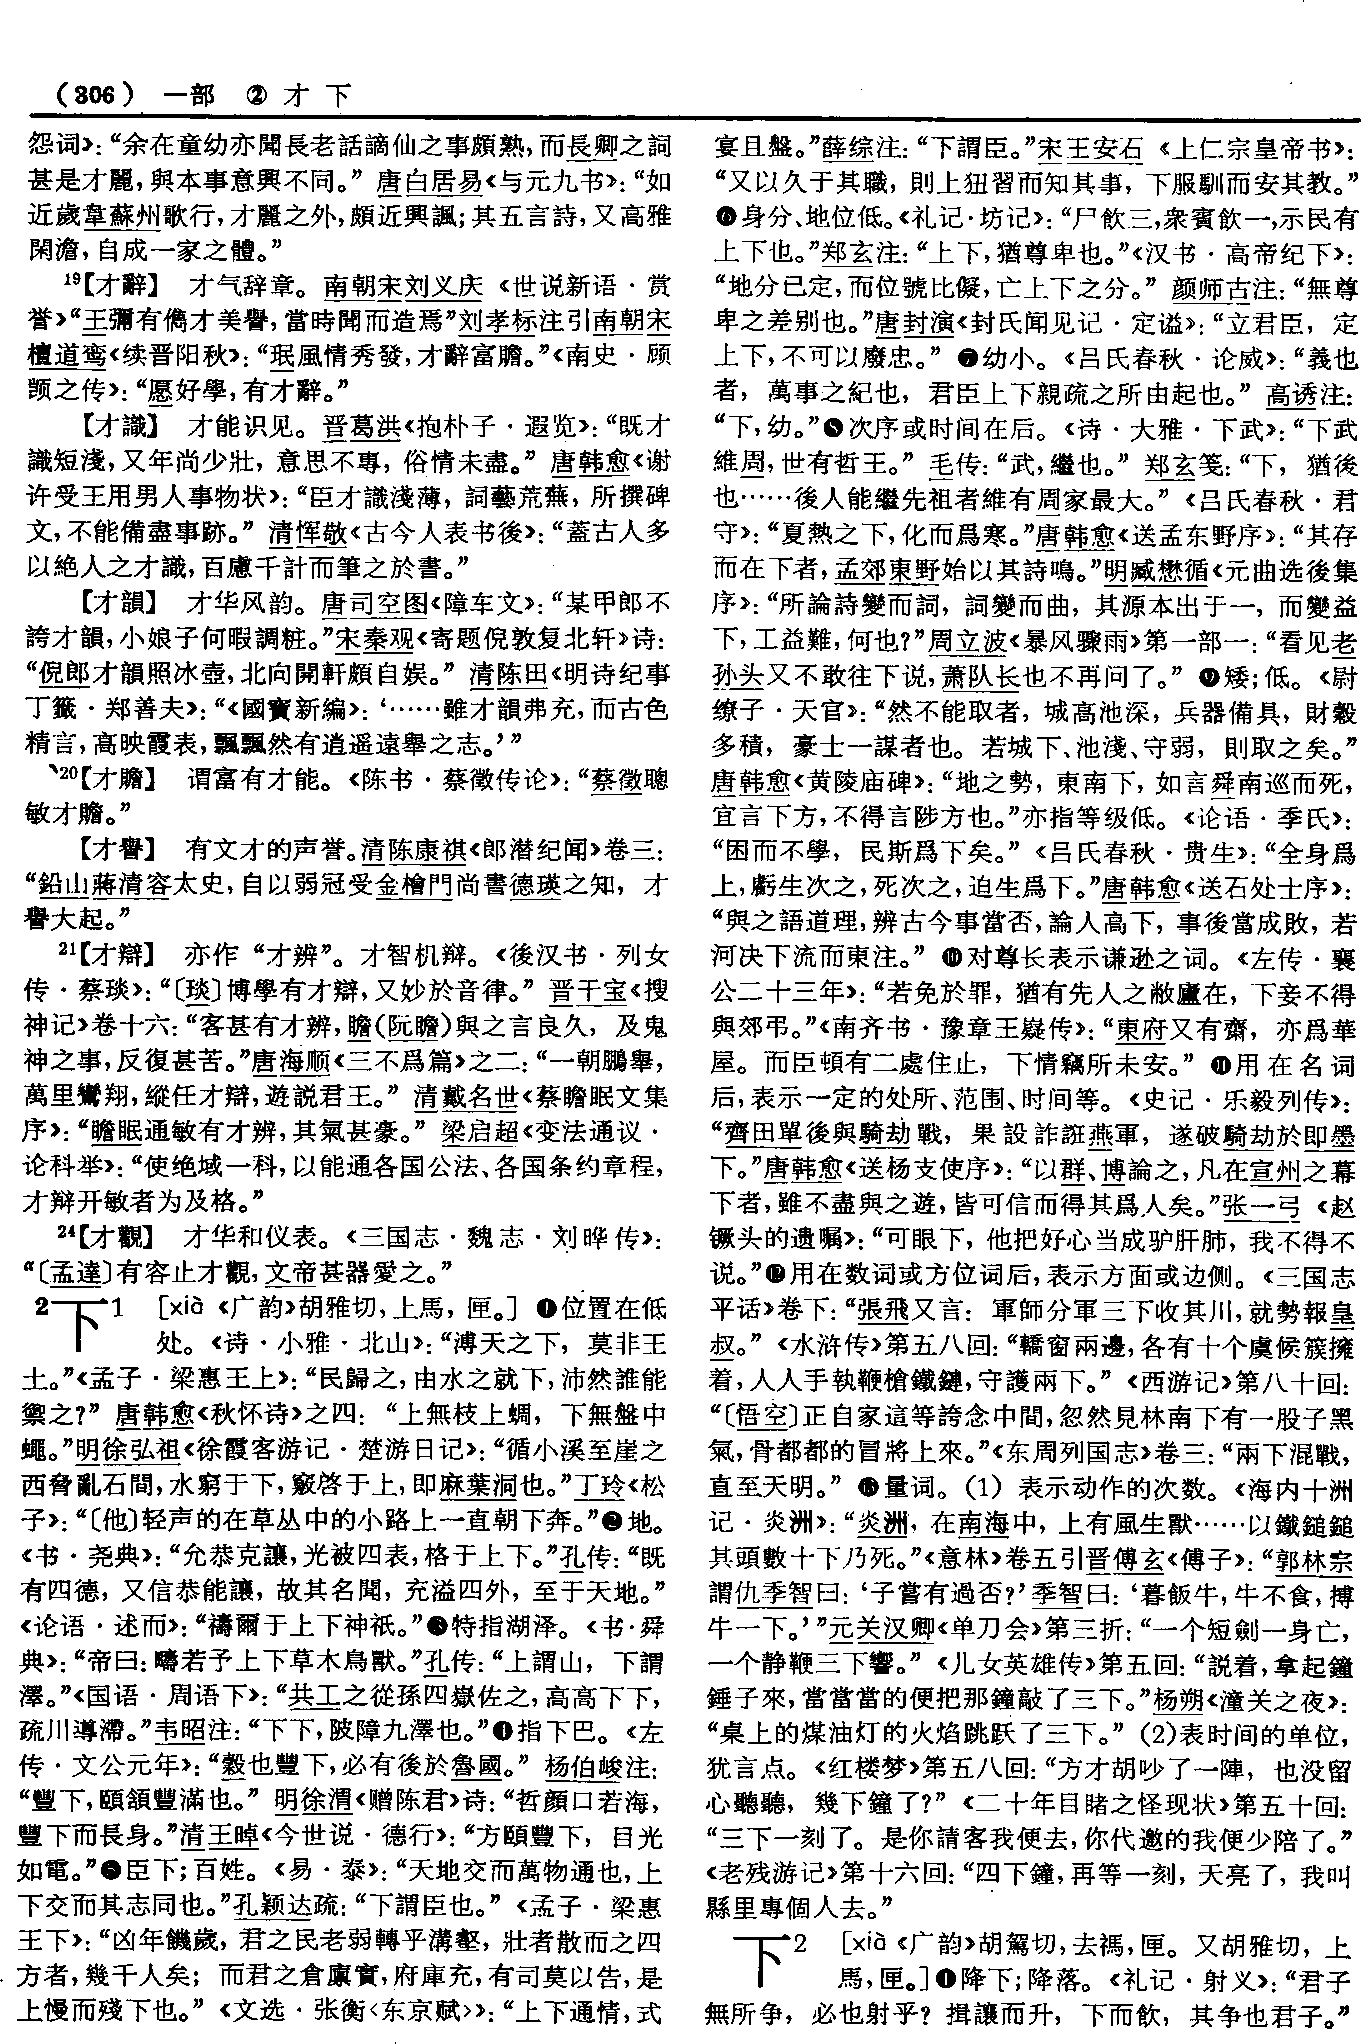 (306) 一部 ② 才 下
怨词》：“余在童幼亦聞長老話謫仙之事頗熟，而長卿之詞
甚是才麗，與本事意興不同。” 唐白居易《与元九书》：“如
近歲韋蘇州歌行，才麗之外，頗近興諷；其五言詩，又高雅
閑澹，自成一家之體。”
¹⁹【才辭】 才气辞章。南朝宋刘义庆《世说新语·赏
誉》“王彌有儁才美譽，當時聞而造焉”刘孝标注引南朝宋
檀道鸾《续晋阳秋》：“珉風情秀發，才辭富贍。”《南史·顾
觊之传》：“愿好學，有才辭。”
【才識】 才能识见。晋葛洪《抱朴子·遐览》：“既才
識短淺，又年尚少壯，意思不專，俗情未盡。” 唐韩愈《谢
许受王用男人事物状》：“臣才識淺薄，詞藝荒蕪，所撰碑
文，不能備盡事跡。” 清恽敬《古今人表书後》：“蓋古人多
以絶人之才識，百慮千計而筆之於書。”
【才韻】 才华风韵。唐司空图《障车文》：“某甲郎不
誇才韻，小娘子何暇調粧。”宋秦观《寄题倪敦复北轩》诗：
“倪郎才韻照冰壺，北向開軒頗自娱。” 清陈田《明诗纪事
丁籤·郑善夫》：“《國寶新編》：‘……雖才韻弗充，而古色
精言，高映霞表，飄飄然有逍遥遠舉之志。’”
²⁰【才贍】 谓富有才能。《陈书·蔡徵传论》：“蔡徵聰
敏才贍。”
【才譽】 有文才的声誉。清陈康祺《郎潜纪闻》卷三：
“鉛山蔣清容太史，自以弱冠受金檜門尚書德瑛之知，才
譽大起。”
²¹【才辯】 亦作“才辨”。才智机辩。《後汉书·列女
传·蔡琰》：“〔琰〕博學有才辯，又妙於音律。” 晋干宝《搜
神记》卷十六：“客甚有才辨，瞻(阮瞻)與之言良久，及鬼
神之事，反復甚苦。”唐海顺《三不爲篇》之二：“一朝鵬舉，
萬里鸞翔，縱任才辯，遊説君王。” 清戴名世《蔡瞻眠文集
序》：“瞻眠通敏有才辨，其氣甚豪。” 梁启超《变法通议·
论科举》：“使绝域一科，以能通各国公法、各国条约章程，
才辩开敏者为及格。”
²⁴【才觀】 才华和仪表。《三国志·魏志·刘晔传》：
“〔孟達〕有容止才觀，文帝甚器愛之。”
2下1 [xià《广韵》胡雅切，上馬，匣。] ❶位置在低
处。《诗·小雅·北山》：“溥天之下，莫非王
土。”《孟子·梁惠王上》：“民歸之，由水之就下，沛然誰能
禦之？” 唐韩愈《秋怀诗》之四：“上無枝上蜩，下無盤中
蠅。”明徐弘祖《徐霞客游记·楚游日记》：“循小溪至崖之
西脅亂石間，水窮于下，竅啓于上，即麻葉洞也。”丁玲《松
子》：“〔他〕轻声的在草丛中的小路上一直朝下奔。”❷地。
《书·尧典》：“允恭克讓，光被四表，格于上下。”孔传：“既
有四德，又信恭能讓，故其名聞，充溢四外，至于天地。”
《论语·述而》：“禱爾于上下神祇。”❸特指湖泽。《书·舜
典》：“帝曰：疇若予上下草木鳥獸。”孔传：“上謂山，下謂
澤。”《国语·周语下》：“共工之從孫四嶽佐之，高高下下，
疏川導滯。”韦昭注：“下下，陂障九澤也。”❹指下巴。《左
传·文公元年》：“穀也豐下，必有後於魯國。” 杨伯峻注：
“豐下，頤頷豐滿也。” 明徐渭《赠陈君》诗：“哲顔口若海，
豐下而長身。”清王晫《今世说·德行》：“方頤豐下，目光
如電。”❺臣下；百姓。《易·泰》：“天地交而萬物通也，上
下交而其志同也。”孔颖达疏：“下謂臣也。” 《孟子·梁惠
王下》：“凶年饑歲，君之民老弱轉乎溝壑，壯者散而之四
方者，幾千人矣；而君之倉廩實，府庫充，有司莫以告，是
上慢而殘下也。” 《文选·张衡〈东京赋〉》：“上下通情，式
宴且盤。”薛综注：“下謂臣。”宋王安石《上仁宗皇帝书》：
“又以久于其職，則上狃習而知其事，下服馴而安其教。”
❻身分、地位低。《礼记·坊记》：“尸飲三，衆賓飲一，示民有
上下也。”郑玄注：“上下，猶尊卑也。”《汉书·高帝纪下》：
“地分已定，而位號比儗，亡上下之分。” 颜师古注：“無尊
卑之差别也。”唐封演《封氏闻见记·定谥》：“立君臣，定
上下，不可以廢忠。” ❼幼小。《吕氏春秋·论威》：“義也
者，萬事之紀也，君臣上下親疏之所由起也。” 高诱注：
“下，幼。”❽次序或时间在后。《诗·大雅·下武》：“下武
維周，世有哲王。” 毛传：“武，繼也。” 郑玄笺：“下，猶後
也……後人能繼先祖者維有周家最大。” 《吕氏春秋·君
守》：“夏熱之下，化而爲寒。”唐韩愈《送孟东野序》：“其存
而在下者，孟郊東野始以其詩鳴。”明臧懋循《元曲选後集
序》：“所論詩變而詞，詞變而曲，其源本出于一，而變益
下，工益難，何也？”周立波《暴风骤雨》第一部一：“看见老
孙头又不敢往下说，萧队长也不再问了。” ❾矮；低。《尉
缭子·天官》：“然不能取者，城高池深，兵器備具，財穀
多積，豪士一謀者也。若城下、池淺、守弱，則取之矣。”
唐韩愈《黄陵庙碑》：“地之勢，東南下，如言舜南巡而死，
宜言下方，不得言陟方也。”亦指等级低。《论语·季氏》：
“困而不學，民斯爲下矣。” 《吕氏春秋·贵生》：“全身爲
上，虧生次之，死次之，迫生爲下。”唐韩愈《送石处士序》：
“與之語道理，辨古今事當否，論人高下，事後當成敗，若
河决下流而東注。” ❿对尊长表示谦逊之词。《左传·襄
公二十三年》：“若免於罪，猶有先人之敝廬在，下妾不得
與郊弔。”《南齐书·豫章王嶷传》：“東府又有齋，亦爲華
屋。而臣頓有二處住止，下情竊所未安。” ⓫用在名词
后，表示一定的处所、范围、时间等。《史记·乐毅列传》：
“齊田單後與騎劫戰，果設詐誑燕軍，遂破騎劫於即墨
下。”唐韩愈《送杨支使序》：“以群、博論之，凡在宣州之幕
下者，雖不盡與之遊，皆可信而得其爲人矣。”张一弓《赵
镢头的遗嘱》：“可眼下，他把好心当成驴肝肺，我不得不
说。”⓬用在数词或方位词后，表示方面或边侧。《三国志
平话》卷下：“張飛又言：軍師分軍三下收其川，就勢報皇
叔。” 《水浒传》第五八回：“轎窗兩邊，各有十个虞候簇擁
着，人人手執鞭槍鐵鏈，守護兩下。” 《西游记》第八十回：
“〔悟空〕正自家這等誇念中間，忽然見林南下有一股子黑
氣，骨都都的冒將上來。”《东周列国志》卷三：“兩下混戰，
直至天明。” ⓭量词。(1) 表示动作的次数。《海内十洲
记·炎洲》：“炎洲，在南海中，上有風生獸……以鐵鎚鎚
其頭數十下乃死。”《意林》卷五引晋傅玄《傅子》：“郭林宗
謂仇季智曰：‘子嘗有過否？’季智曰：‘暮飯牛，牛不食，搏
牛一下。’”元关汉卿《单刀会》第三折：“一个短劍一身亡，
一个静鞭三下響。” 《儿女英雄传》第五回：“説着，拿起鐘
錘子來，當當當的便把那鐘敲了三下。”杨朔《潼关之夜》：
“桌上的煤油灯的火焰跳跃了三下。” (2)表时间的单位，
犹言点。《红楼梦》第五八回：“方才胡吵了一陣，也没留
心聽聽，幾下鐘了？” 《二十年目睹之怪现状》第五十回：
“三下一刻了。是你請客我便去，你代邀的我便少陪了。”
《老残游记》第十六回：“四下鐘，再等一刻，天亮了，我叫
縣里專個人去。”
下2 [xià《广韵》胡駕切，去禡，匣。又胡雅切，上
馬，匣。]❶降下；降落。《礼记·射义》：“君子
無所争，必也射乎？揖讓而升，下而飲，其争也君子。”